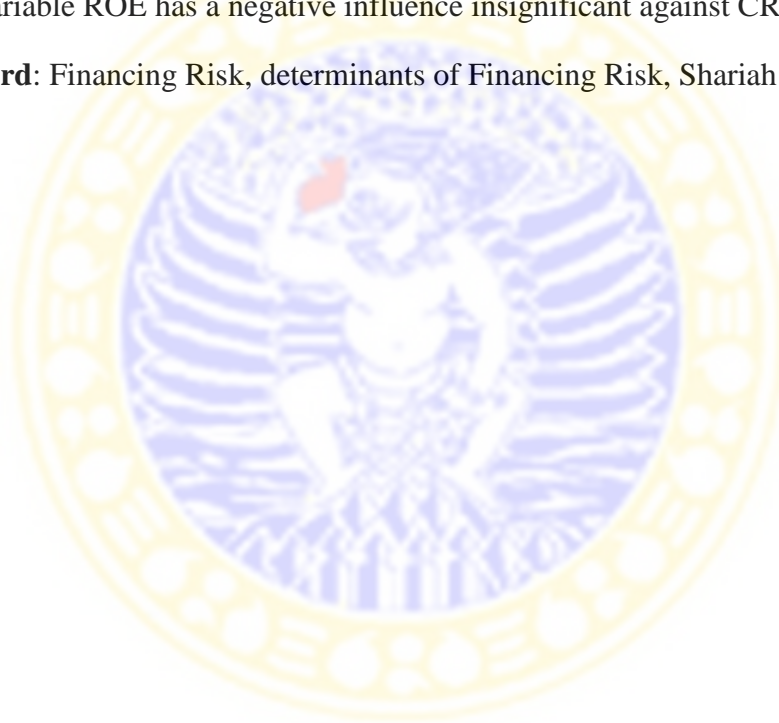 ariable ROE has a negative influence insignificant against CR
rd: Financing Risk, determinants of Financing Risk, Shariah